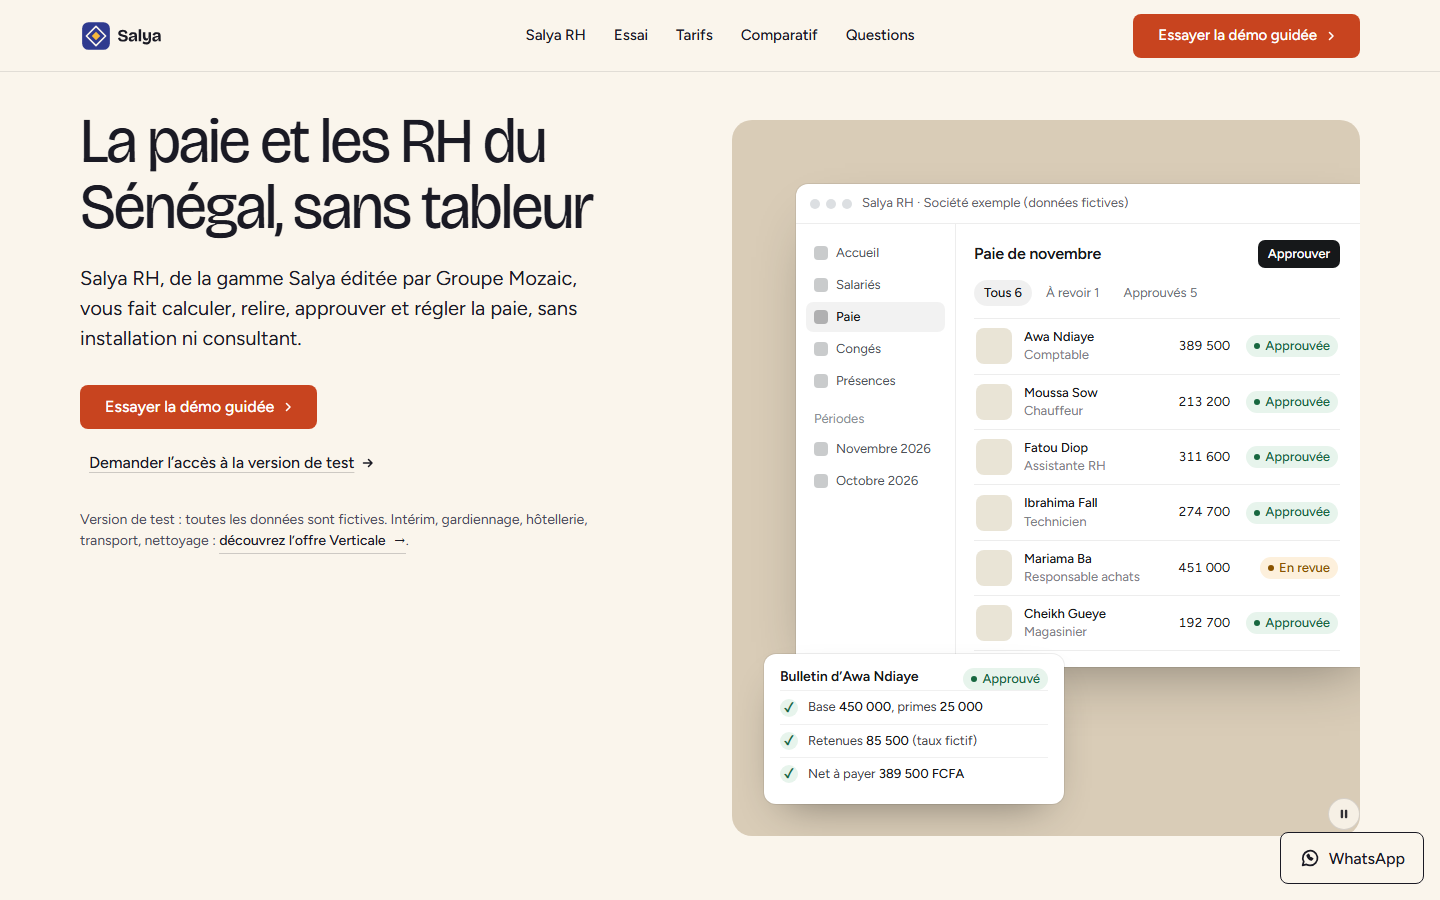 Salya
Salya RH
Essai
Tarifs
Comparatif
Questions
Essayer la démo guidée
La paie et les RH du
Sénégal, sans tableur
Salya RH, de la gamme Salya éditée par Groupe Mozaic,
vous fait calculer, relire, approuver et régler la paie, sans
installation ni consultant.
Essayer la démo guidée
Demander l’accès à la version de test →
Version de test : toutes les données sont fictives. Intérim, gardiennage, hôtellerie,
transport, nettoyage : découvrez l’offre Verticale →.
Salya RH · Société exemple (données fictives)
Accueil
Salariés
Paie
Congés
Présences
Périodes
Novembre 2026
Octobre 2026
Paie de novembre
Approuver
Tous 6
À revoir 1
Approuvés 5
Awa Ndiaye
Comptable
389 500
Approuvée
Moussa Sow
Chauffeur
213 200
Approuvée
Fatou Diop
Assistante RH
311 600
Approuvée
Ibrahima Fall
Technicien
274 700
Approuvée
Mariama Ba
Responsable achats
451 000
En revue
Cheikh Gueye
Magasinier
192 700
Approuvée
Bulletin d’Awa Ndiaye
Approuvé
Base 450 000, primes 25 000
Retenues 85 500 (taux fictif)
Net à payer 389 500 FCFA
WhatsApp